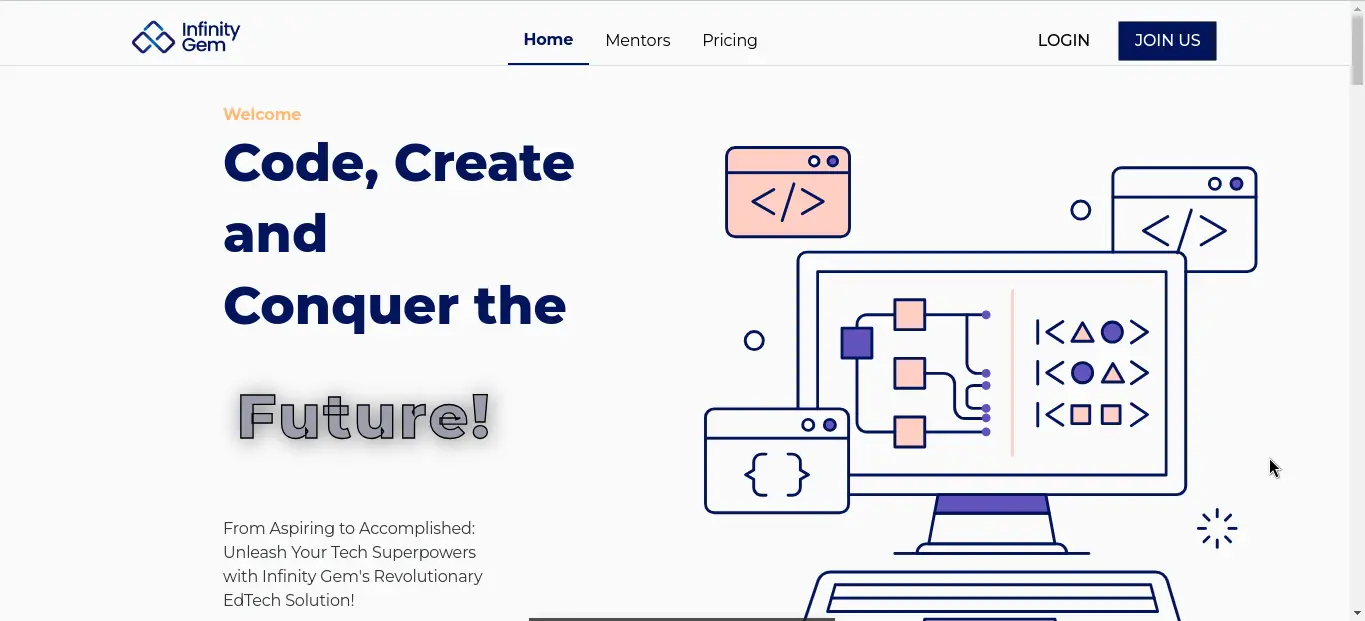 Infinity
Gem
Home
Mentors
Pricing
LOGIN
JOIN US
Welcome
Code, Create
and
Conquer the
Future!
From Aspiring to Accomplished:
Unleash Your Tech Superpowers
with Infinity Gem's Revolutionary
EdTech Solution!